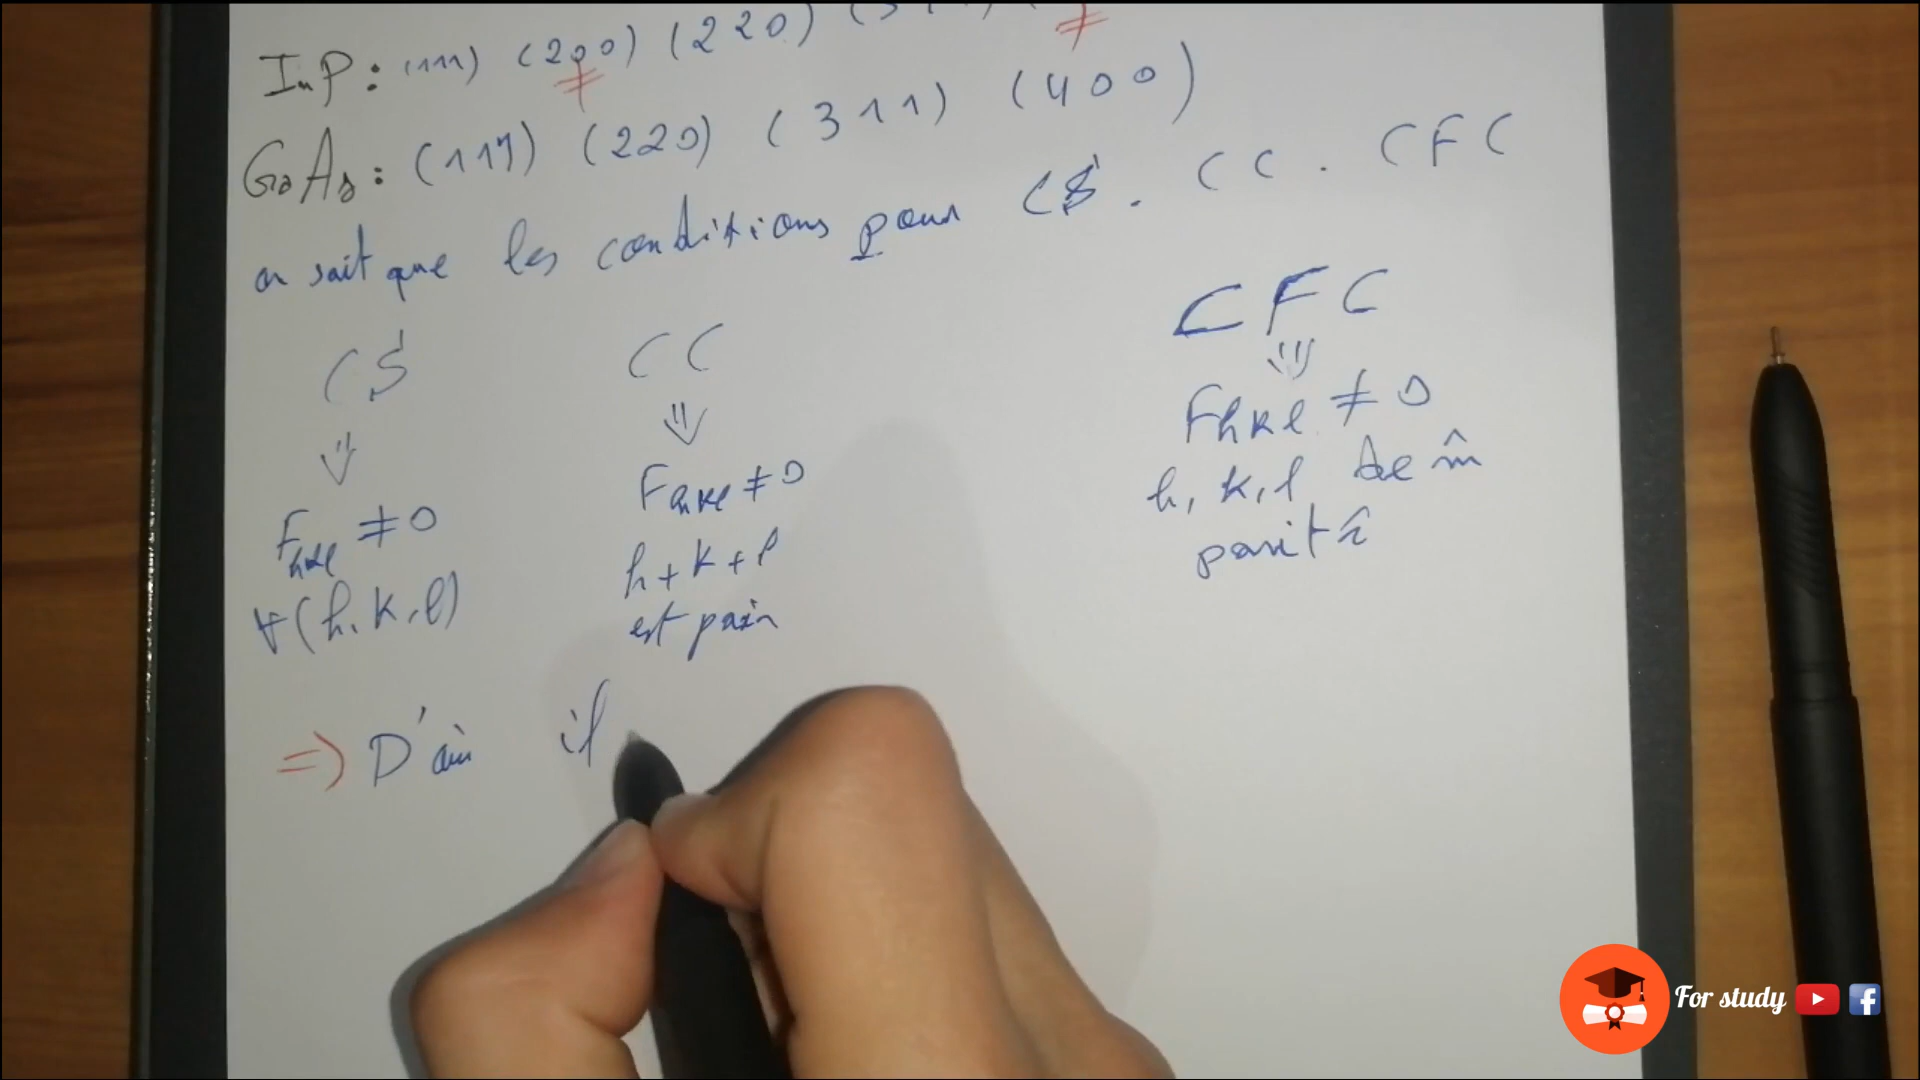 InP : (111) (200) (220)
≠ ≠
GaAs : (111) (220) (311) (400)
on sait que les conditions pour CS . CC . CFC
CS CC CFC
⇓ ⇓ ⇓
Fhkl ≠ 0 Fhkl ≠ 0 Fhkl ≠ 0
∀(h,k,l) h+k+l h, k, l de m̂
est pair parité
⇒ D'où il
For study